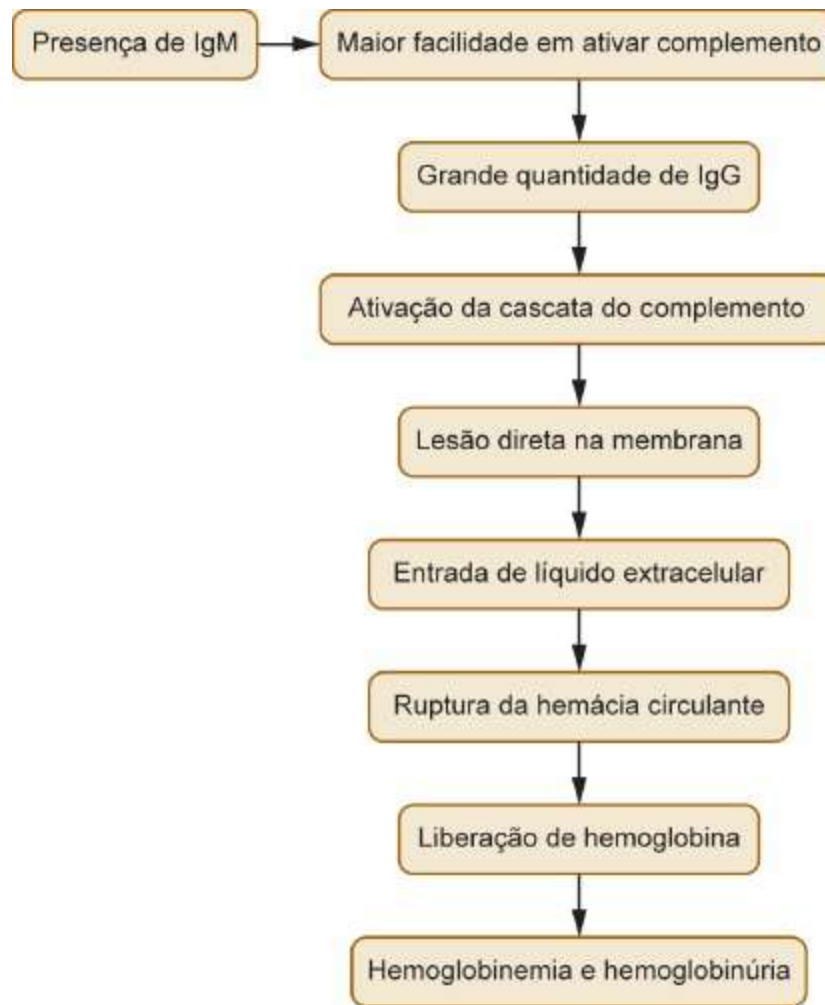 Presença de IgM
Maior facilidade em ativar complemento
Grande quantidade de IgG
Ativação da cascata do complemento
Lesão direta na membrana
Entrada de líquido extracelular
Ruptura da hemácia circulante
Liberação de hemoglobina
Hemoglobinemia e hemoglobinúria